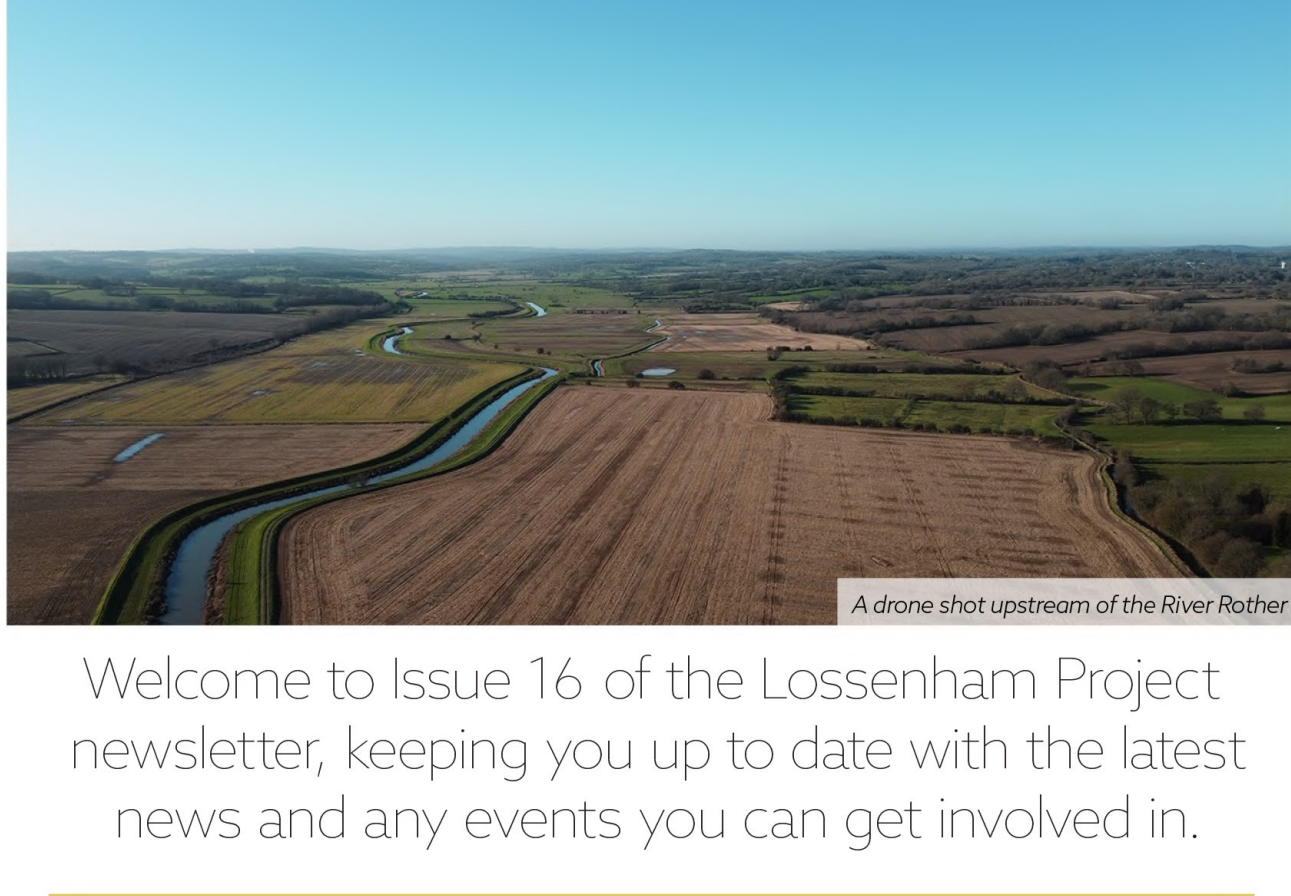 A drone shot upstream of the River Rother
Welcome to Issue 16 of the Lossenham Project
newsletter, keeping you up to date with the latest
news and any events you can get involved in.